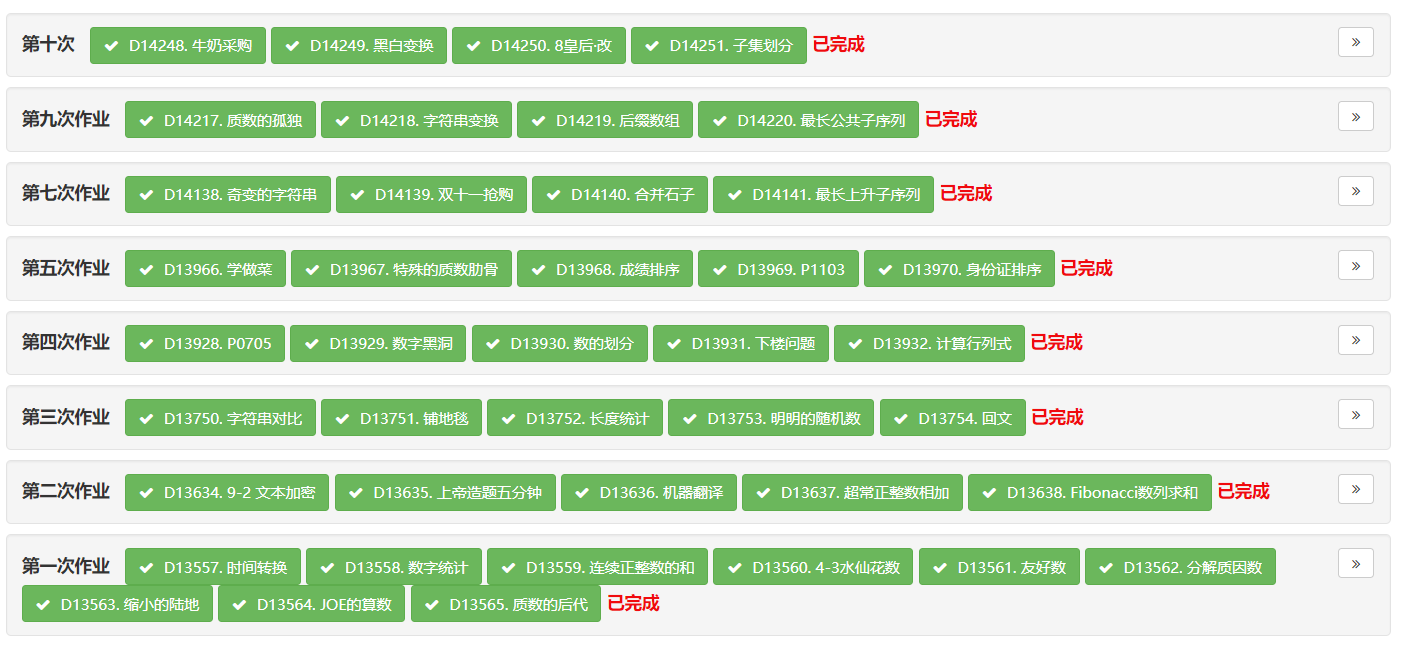 第十次 D14248. 牛奶采购 D14249. 黑白变换 D14250. 8皇后·改 D14251. 子集划分 已完成 »
第九次作业 D14217. 质数的孤独 D14218. 字符串变换 D14219. 后缀数组 D14220. 最长公共子序列 已完成 »
第七次作业 D14138. 奇变的字符串 D14139. 双十一抢购 D14140. 合并石子 D14141. 最长上升子序列 已完成 »
第五次作业 D13966. 学做菜 D13967. 特殊的质数肋骨 D13968. 成绩排序 D13969. P1103 D13970. 身份证排序 已完成 »
第四次作业 D13928. P0705 D13929. 数字黑洞 D13930. 数的划分 D13931. 下楼问题 D13932. 计算行列式 已完成 »
第三次作业 D13750. 字符串对比 D13751. 铺地毯 D13752. 长度统计 D13753. 明明的随机数 D13754. 回文 已完成 »
第二次作业 D13634. 9-2 文本加密 D13635. 上帝造题五分钟 D13636. 机器翻译 D13637. 超常正整数相加 D13638. Fibonacci数列求和 已完成 »
第一次作业 D13557. 时间转换 D13558. 数字统计 D13559. 连续正整数的和 D13560. 4-3水仙花数 D13561. 友好数 D13562. 分解质因数 »
D13563. 缩小的陆地 D13564. JOE的算数 D13565. 质数的后代 已完成